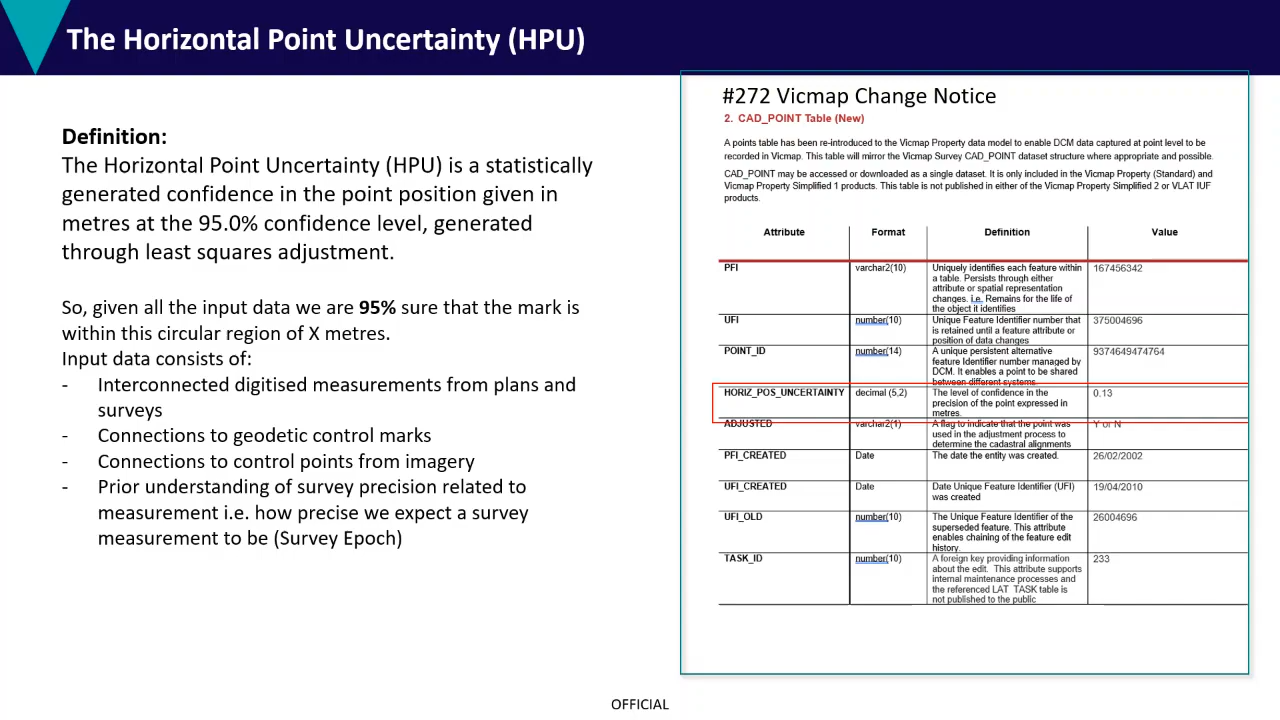 The Horizontal Point Uncertainty (HPU)
Definition:
The Horizontal Point Uncertainty (HPU) is a statistically
generated confidence in the point position given in
metres at the 95.0% confidence level, generated
through least squares adjustment.
So, given all the input data we are 95% sure that the mark is
within this circular region of X metres.
Input data consists of:
- Interconnected digitised measurements from plans and
surveys
- Connections to geodetic control marks
- Connections to control points from imagery
- Prior understanding of survey precision related to
measurement i.e. how precise we expect a survey
measurement to be (Survey Epoch)
#272 Vicmap Change Notice
2. CAD_POINT Table (New)
A points table has been re-introduced to the Vicmap Property data model to enable DCM data captured at point level to be
recorded in Vicmap. This table will mirror the Vicmap Survey CAD_POINT dataset structure where appropriate and possible.
CAD_POINT may be accessed or downloaded as a single dataset. It is only included in the Vicmap Property (Standard) and
Vicmap Property Simplified 1 products. This table is not published in either of the Vicmap Property Simplified 2 or VLAT IUF
products.
Attribute Format Definition Value
PFI varchar2(10) Uniquely identifies each feature within 167456342
a table. Persists through either
attribute or spatial representation
changes. i.e. Remains for the life of
the object it identifies
UFI number(10) Unique Feature Identifier number that 375004696
is retained until a feature attribute or
position of data changes
POINT_ID number(14) A unique persistent alternative 9374649474764
feature Identifier number managed by
DCM. It enables a point to be shared
between different systems.
HORIZ_POS_UNCERTAINTY decimal (5,2) The level of confidence in the 0.13
precision of the point expressed in
metres.
ADJUSTED varchar2(1) A flag to indicate that the point was Y or N
used in the adjustment process to
determine the cadastral alignments
PFI_CREATED Date The date the entity was created. 26/02/2002
UFI_CREATED Date Date Unique Feature Identifier (UFI) 19/04/2010
was created
UFI_OLD number(10) The Unique Feature Identifier of the 26004696
superseded feature. This attribute
enables chaining of the feature edit
history.
TASK_ID number(10) A foreign key providing information 233
about the edit. This attribute supports
internal maintenance processes and
the referenced LAT_TASK table is
not published to the public
OFFICIAL